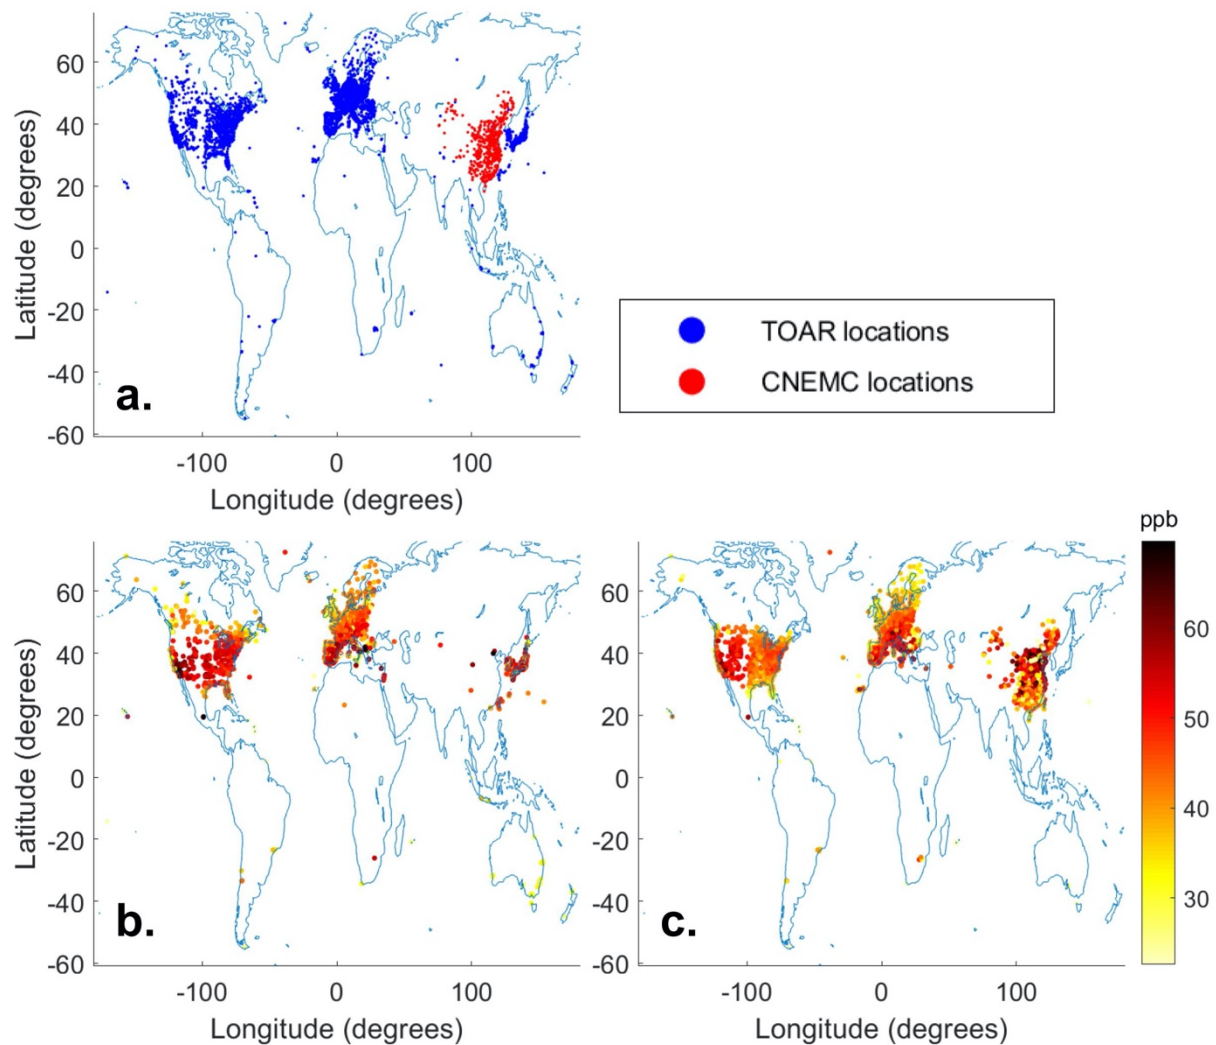 60
40
20
0
-20
-40
-60
Latitude (degrees)
a.
-100 0 100
Longitude (degrees)
TOAR locations
CNEMC locations
ppb
60
40
20
0
-20
-40
-60
Latitude (degrees)
b.
-100 0 100
Longitude (degrees)
60
40
20
0
-20
-40
-60
c.
-100 0 100
Longitude (degrees)
60
50
40
30